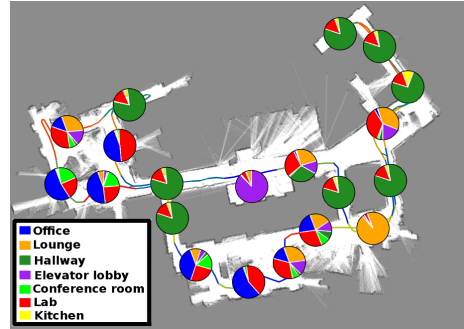 Office
Lounge
Hallway
Elevator lobby
Conference room
Lab
Kitchen